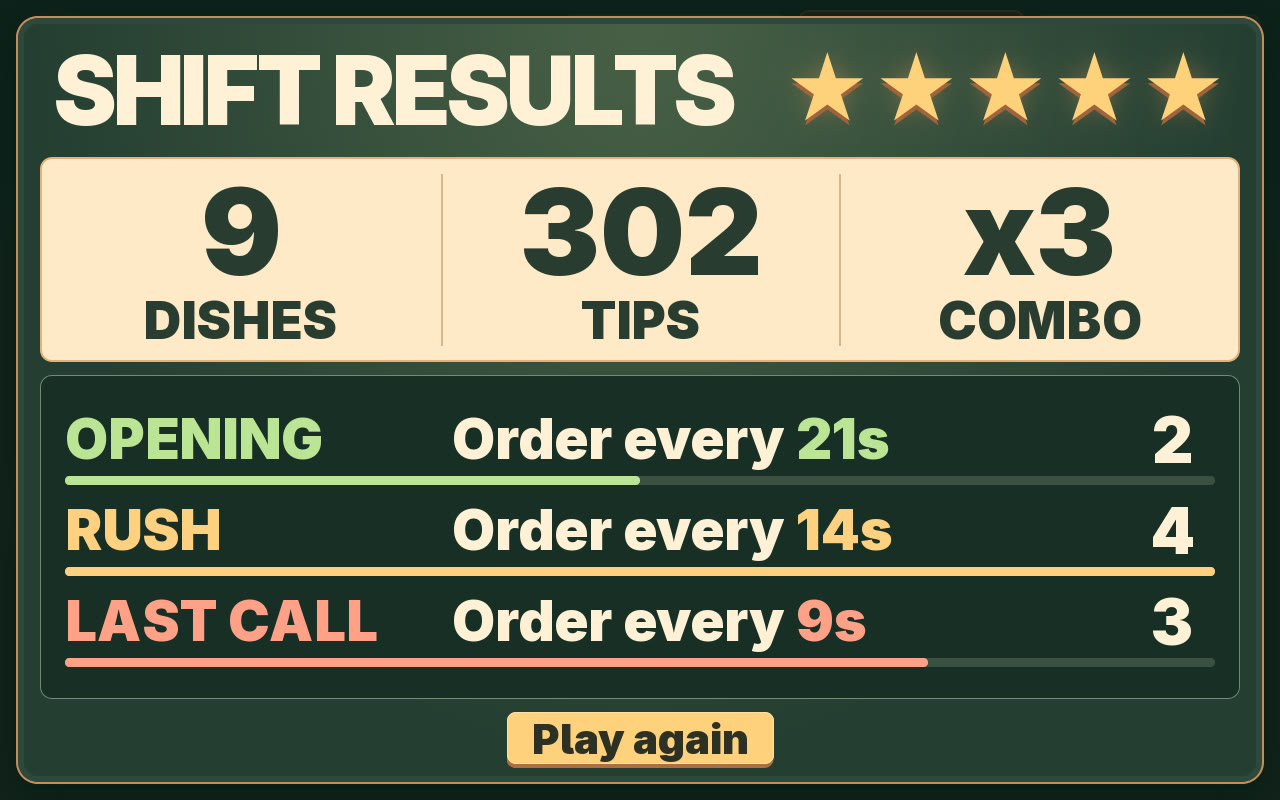 SHIFT RESULTS
9 302 x3
DISHES TIPS COMBO
OPENING Order every 21s 2
RUSH Order every 14s 4
LAST CALL Order every 9s 3
Play again